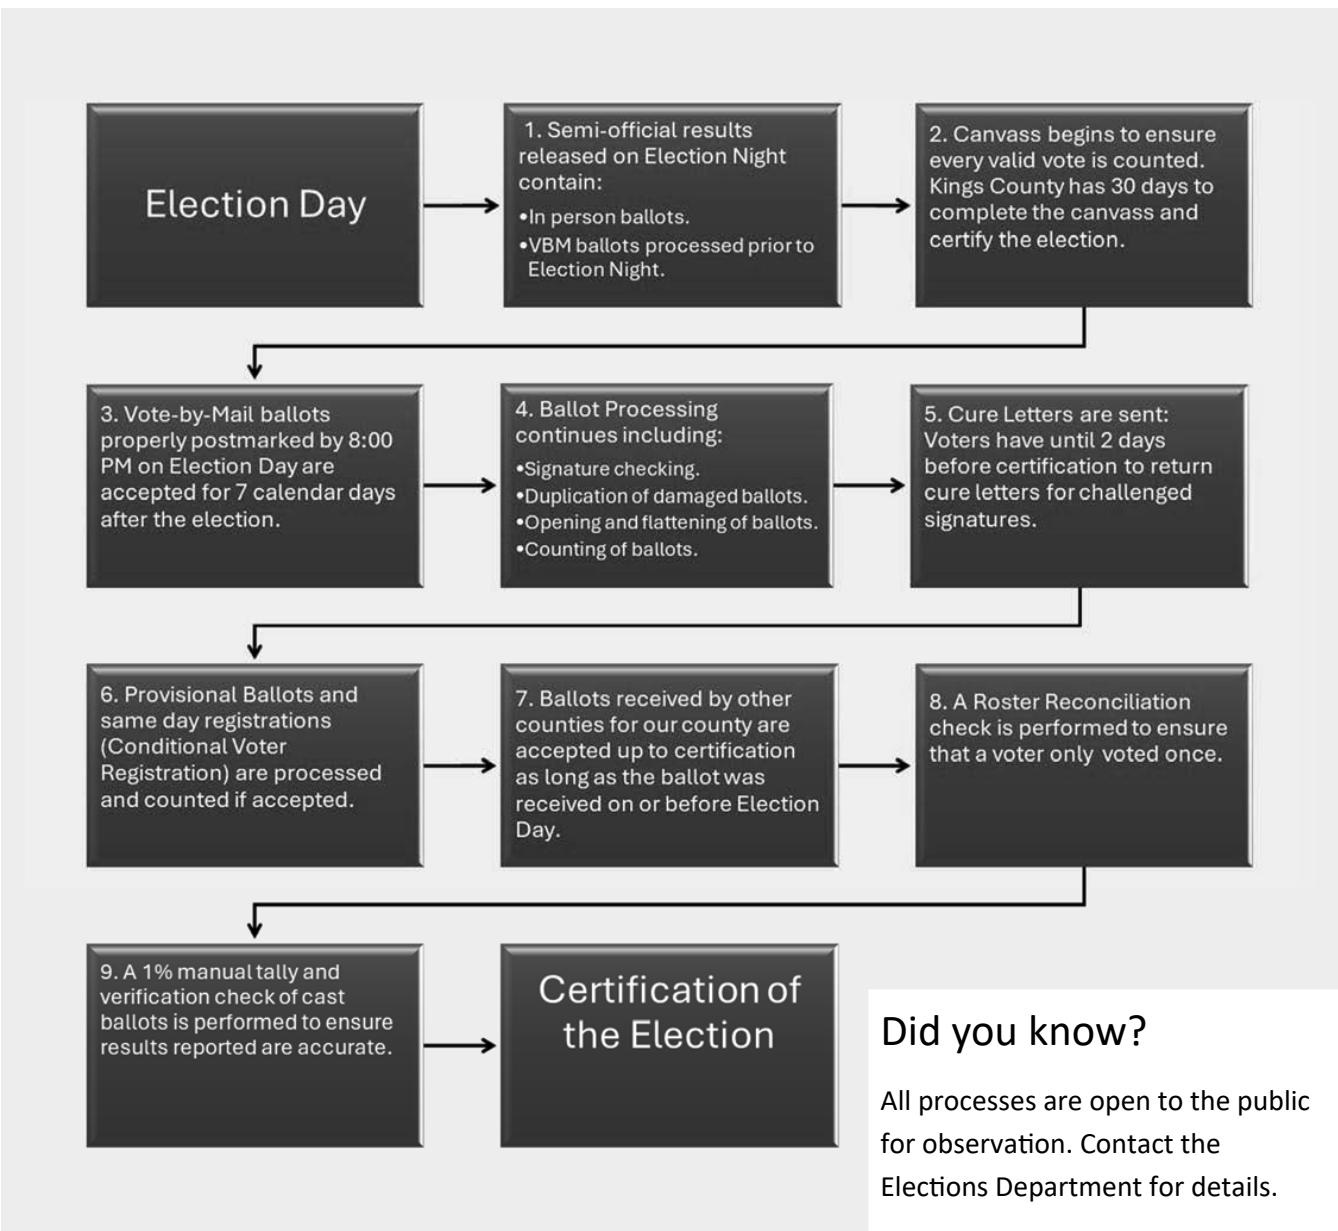 Election Day
1. Semi-official results
released on Election Night
contain:
•In person ballots.
•VBM ballots processed prior to
Election Night.
2. Canvass begins to ensure
every valid vote is counted.
Kings County has 30 days to
complete the canvass and
certify the election.
3. Vote-by-Mail ballots
properly postmarked by 8:00
PM on Election Day are
accepted for 7 calendar days
after the election.
4. Ballot Processing
continues including:
•Signature checking.
•Duplication of damaged ballots.
•Opening and flattening of ballots.
•Counting of ballots.
5. Cure Letters are sent:
Voters have until 2 days
before certification to return
cure letters for challenged
signatures.
6. Provisional Ballots and
same day registrations
(Conditional Voter
Registration) are processed
and counted if accepted.
7. Ballots received by other
counties for our county are
accepted up to certification
as long as the ballot was
received on or before Election
Day.
8. A Roster Reconciliation
check is performed to ensure
that a voter only voted once.
9. A 1% manual tally and
verification check of cast
ballots is performed to ensure
results reported are accurate.
Certification of
the Election
Did you know?
All processes are open to the public
for observation. Contact the
Elections Department for details.